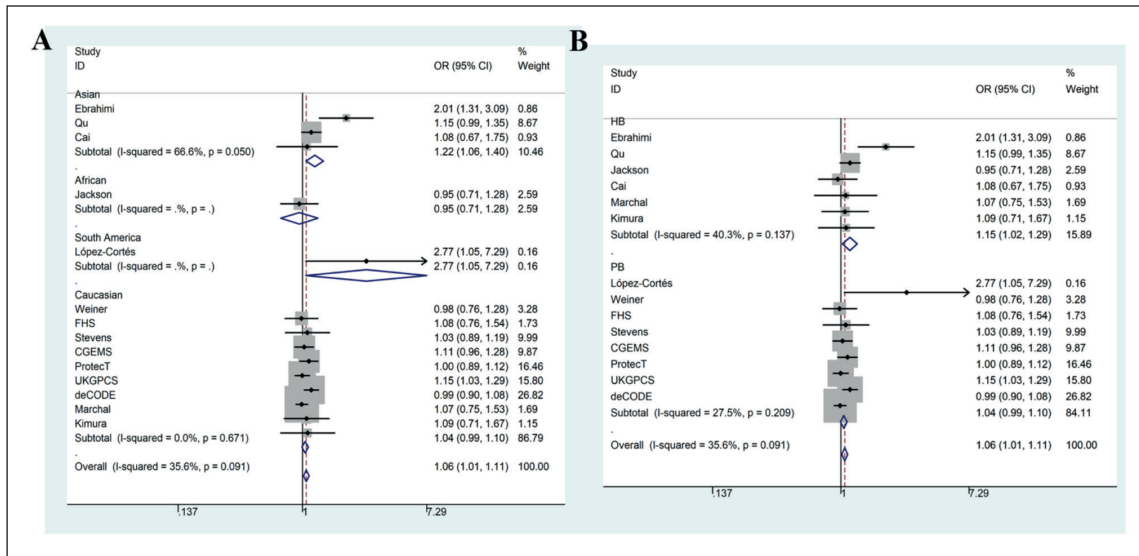 A
Study %
ID OR (95% CI) Weight
Asian
Ebrahimi 2.01 (1.31, 3.09) 0.86
Qu 1.15 (0.99, 1.35) 8.67
Cai 1.08 (0.67, 1.75) 0.93
Subtotal (I-squared = 66.6%, p = 0.050) 1.22 (1.06, 1.40) 10.46
.
African
Jackson 0.95 (0.71, 1.28) 2.59
Subtotal (I-squared = .%, p = .) 0.95 (0.71, 1.28) 2.59
.
South America
López-Cortés 2.77 (1.05, 7.29) 0.16
Subtotal (I-squared = .%, p = .) 2.77 (1.05, 7.29) 0.16
.
Caucasian
Weiner 0.98 (0.76, 1.28) 3.28
FHS 1.08 (0.76, 1.54) 1.73
Stevens 1.03 (0.89, 1.19) 9.99
CGEMS 1.11 (0.96, 1.28) 9.87
ProtecT 1.00 (0.89, 1.12) 16.46
UKGPCS 1.15 (1.03, 1.29) 15.80
deCODE 0.99 (0.90, 1.08) 26.82
Marchal 1.07 (0.75, 1.53) 1.69
Kimura 1.09 (0.71, 1.67) 1.15
Subtotal (I-squared = 0.0%, p = 0.671) 1.04 (0.99, 1.10) 86.79
.
Overall (I-squared = 35.6%, p = 0.091) 1.06 (1.01, 1.11) 100.00
.137 1 7.29
B
Study %
ID OR (95% CI) Weight
HB
Ebrahimi 2.01 (1.31, 3.09) 0.86
Qu 1.15 (0.99, 1.35) 8.67
Jackson 0.95 (0.71, 1.28) 2.59
Cai 1.08 (0.67, 1.75) 0.93
Marchal 1.07 (0.75, 1.53) 1.69
Kimura 1.09 (0.71, 1.67) 1.15
Subtotal (I-squared = 40.3%, p = 0.137) 1.15 (1.02, 1.29) 15.89
.
PB
López-Cortés 2.77 (1.05, 7.29) 0.16
Weiner 0.98 (0.76, 1.28) 3.28
FHS 1.08 (0.76, 1.54) 1.73
Stevens 1.03 (0.89, 1.19) 9.99
CGEMS 1.11 (0.96, 1.28) 9.87
ProtecT 1.00 (0.89, 1.12) 16.46
UKGPCS 1.15 (1.03, 1.29) 15.80
deCODE 0.99 (0.90, 1.08) 26.82
Subtotal (I-squared = 27.5%, p = 0.209) 1.04 (0.99, 1.10) 84.11
.
Overall (I-squared = 35.6%, p = 0.091) 1.06 (1.01, 1.11) 100.00
.137 1 7.29